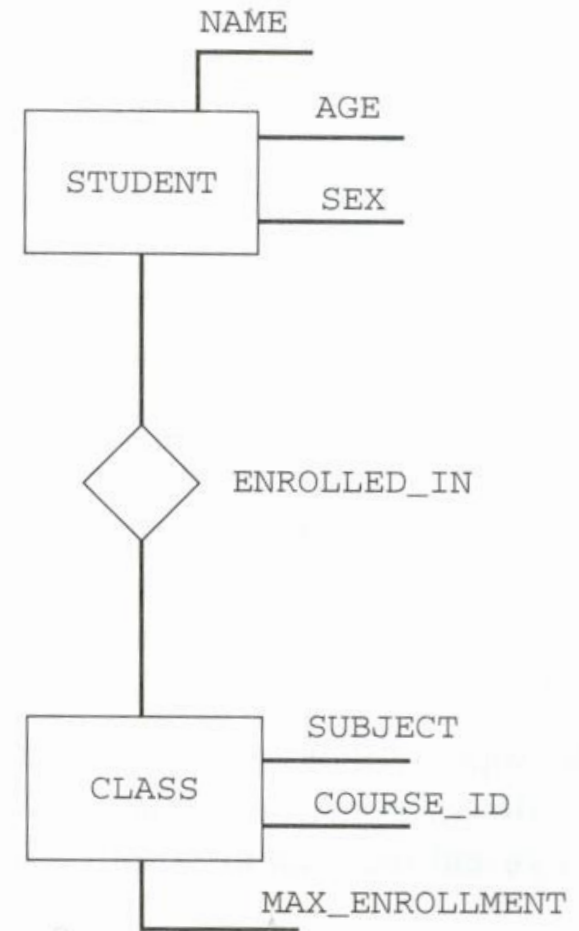 NAME
AGE
STUDENT
SEX
ENROLLED_IN
SUBJECT
CLASS
COURSE_ID
MAX_ENROLLMENT